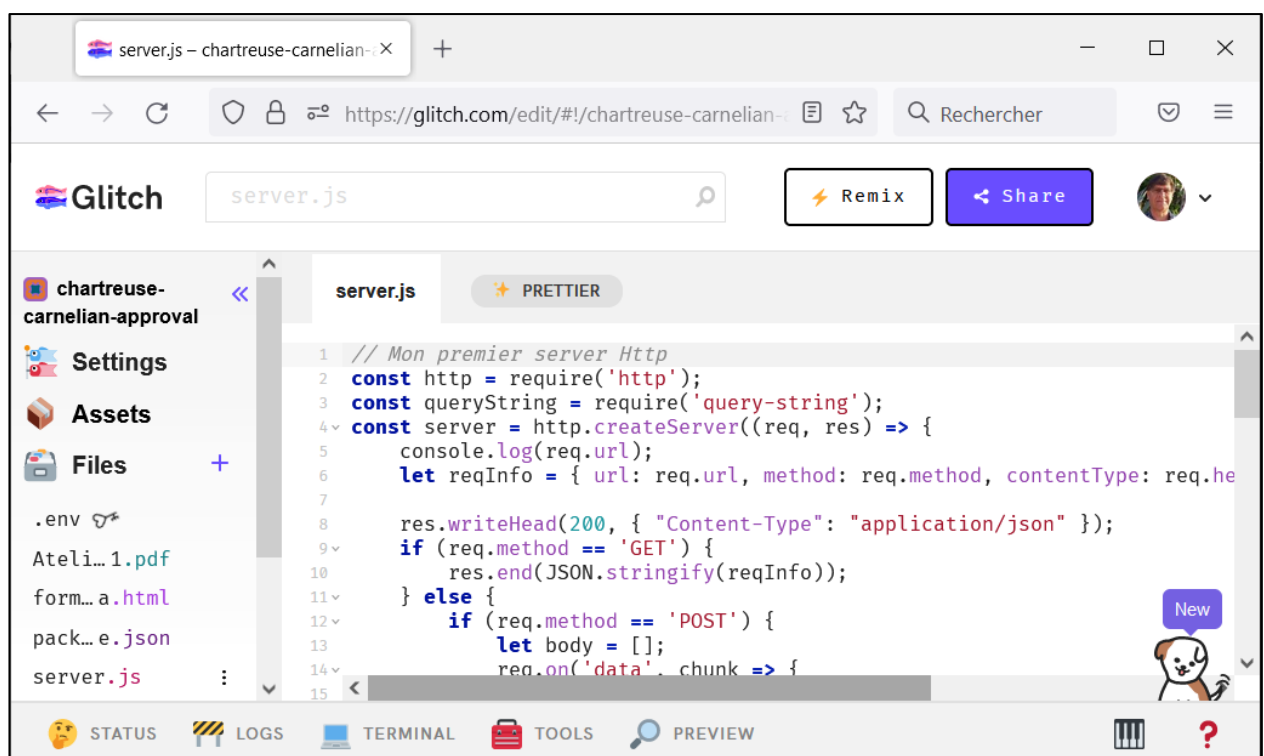 server.js – chartreuse-carnelian-a
https://glitch.com/edit/#!/chartreuse-carnelian-a
Rechercher
Glitch
server.js
Remix
Share
chartreuse-
carnelian-approval
Settings
Assets
Files
.env
Ateli…1.pdf
form…a.html
pack…e.json
server.js
server.js
PRETTIER
1 // Mon premier server Http
2 const http = require('http');
3 const queryString = require('query-string');
4 const server = http.createServer((req, res) => {
5 console.log(req.url);
6 let reqInfo = { url: req.url, method: req.method, contentType: req.he
7
8 res.writeHead(200, { "Content-Type": "application/json" });
9 if (req.method == 'GET') {
10 res.end(JSON.stringify(reqInfo));
11 } else {
12 if (req.method == 'POST') {
13 let body = [];
14 req.on('data', chunk => {
15
New
STATUS
LOGS
TERMINAL
TOOLS
PREVIEW
?